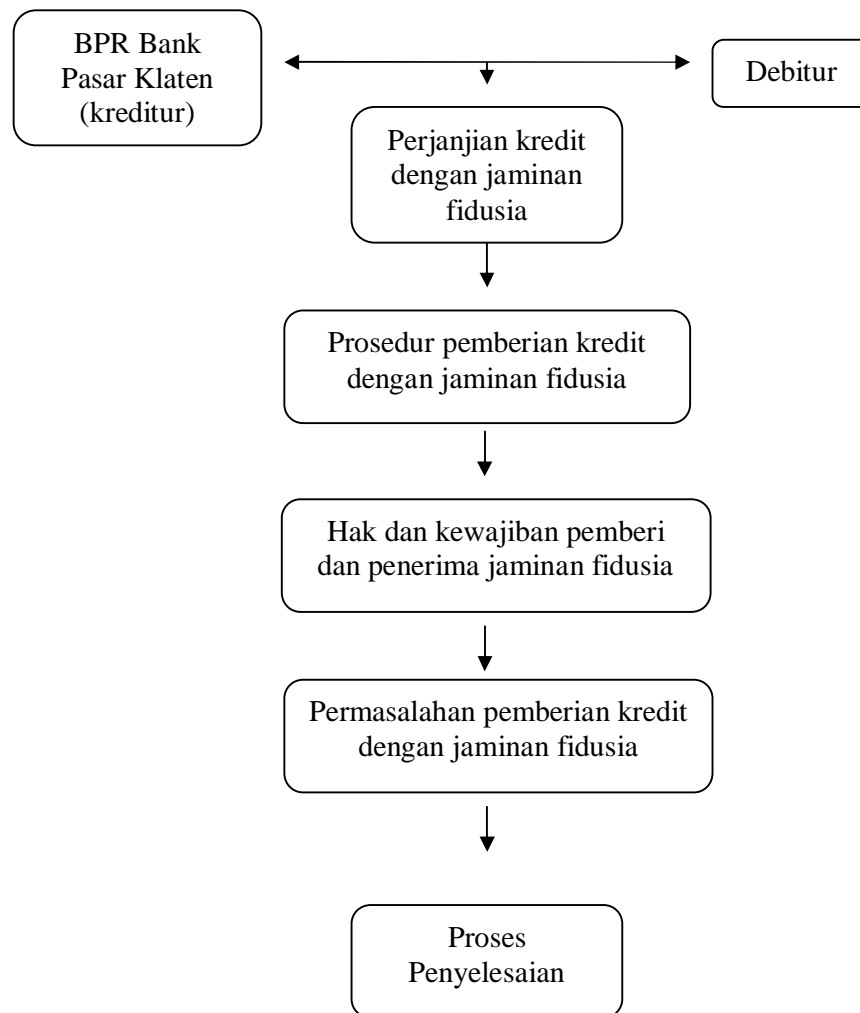 BPR Bank
Pasar Klaten
(kreditur)
Debitur
Perjanjian kredit
dengan jaminan
fidusia
Prosedur pemberian kredit
dengan jaminan fidusia
Hak dan kewajiban pemberi
dan penerima jaminan fidusia
Permasalahan pemberian kredit
dengan jaminan fidusia
Proses
Penyelesaian